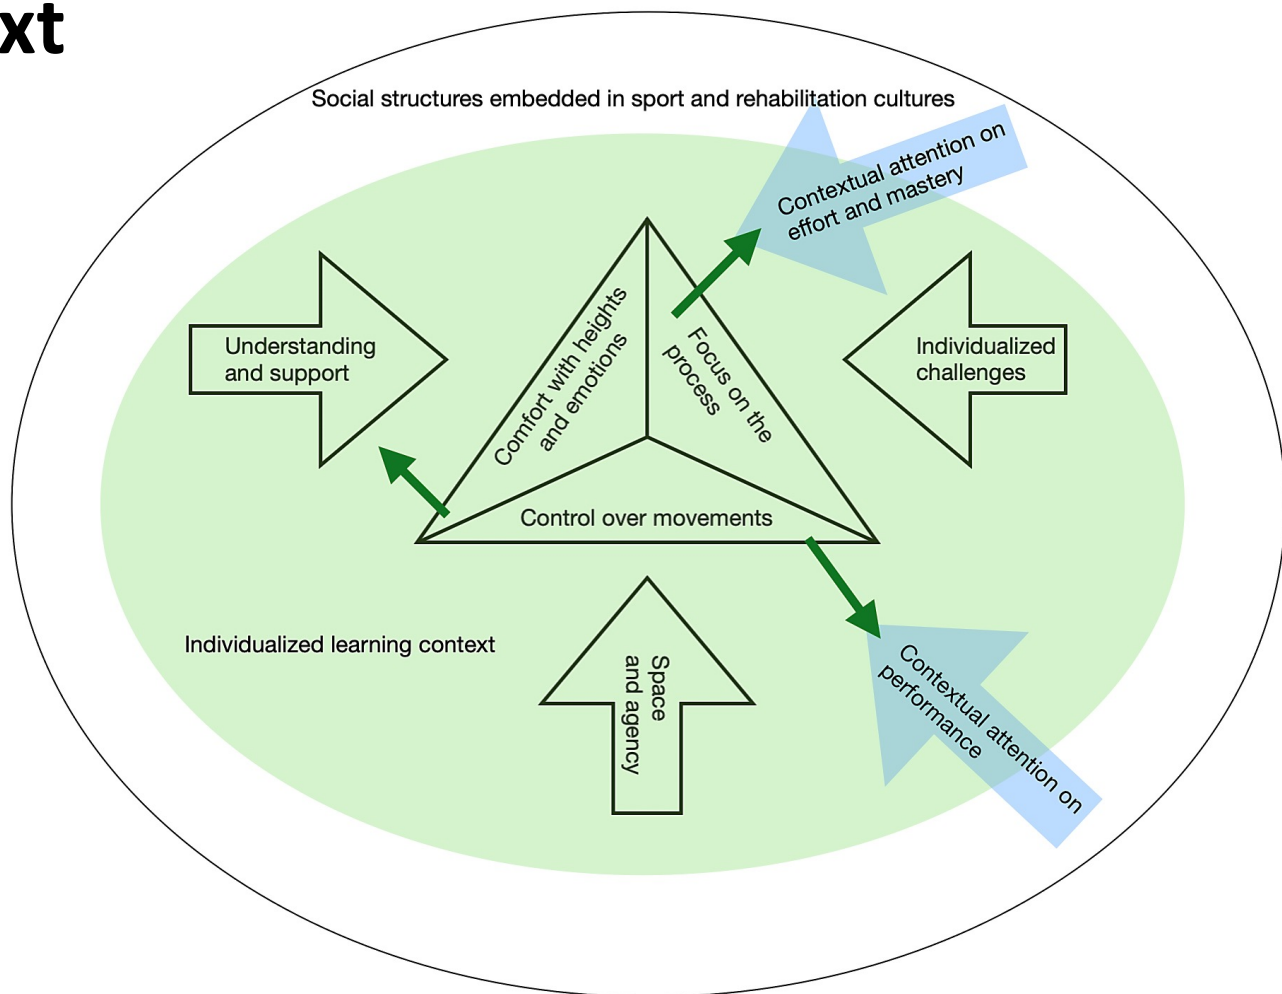 xt
Social structures embedded in sport and rehabilitation cultures
Contextual attention on
effort and mastery
Understanding
and support
Comfort with heights
and emotions
Focus on the
process
Individualized
challenges
Control over movements
Individualized learning context
Space
and agency
Contextual attention on
performance